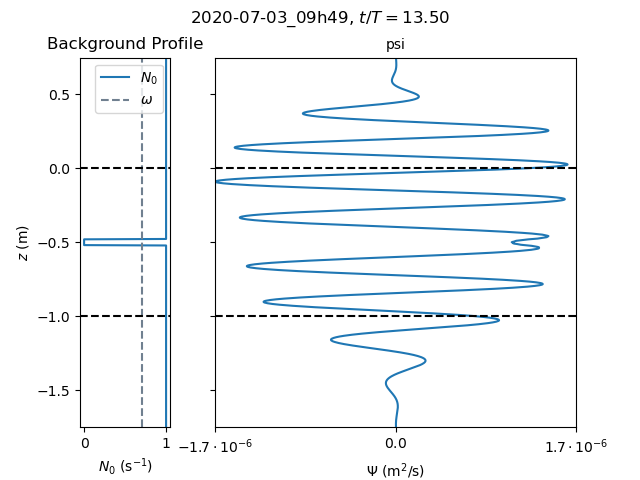 2020-07-03_09h49, t/T = 13.50
Background Profile
psi
N₀
ω
0.5
0.0
−0.5
−1.0
−1.5
z (m)
0
1
−1.7 · 10⁻⁶
0.0
1.7 · 10⁻⁶
N₀ (s⁻¹)
Ψ (m²/s)